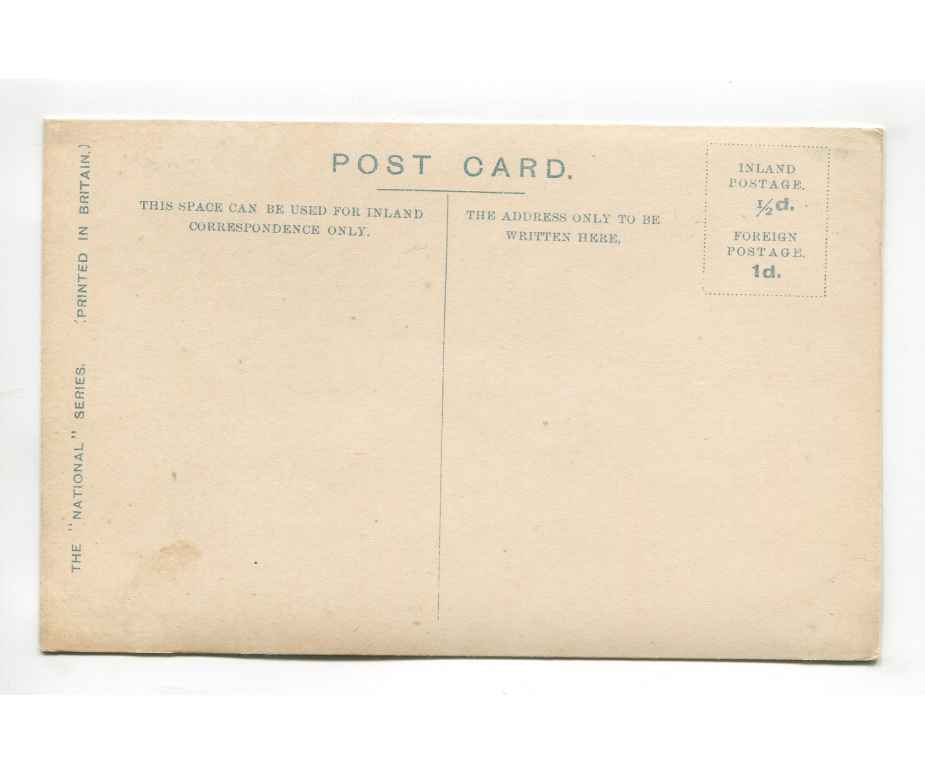 POST CARD.
THIS SPACE CAN BE USED FOR INLAND
CORRESPONDENCE ONLY.
THE ADDRESS ONLY TO BE
WRITTEN HERE,
INLAND
POSTAGE.
½d.
FOREIGN
POSTAGE.
1d.
THE "NATIONAL" SERIES. (PRINTED IN BRITAIN.)